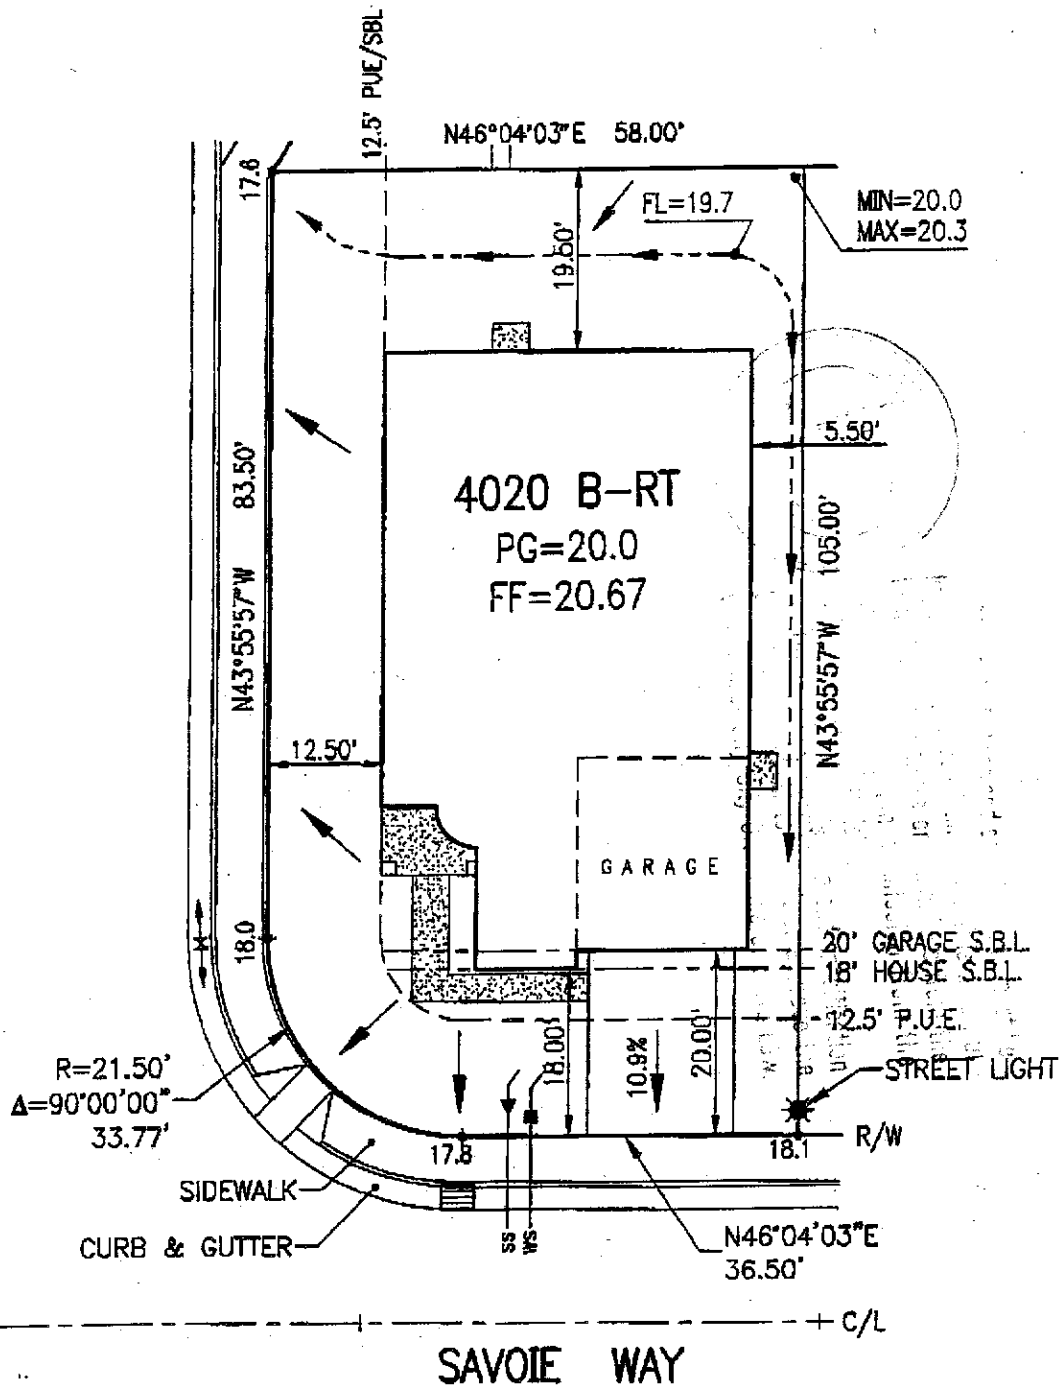 12.5' PUE/SBL
N46°04'03"E 58.00'
17.6
FL=19.7
MIN=20.0
MAX=20.3
19.60'
5.50'
4020 B-RT
PG=20.0
FF=20.67
N43°55'57"W 83.50'
N43°55'57"W 105.00'
12.50'
GARAGE
18.0
20' GARAGE S.B.L.
18' HOUSE S.B.L.
12.5' P.U.E.
18.00'
10.9%
20.00'
R=21.50'
Δ=90°00'00"
33.77'
STREET LIGHT
17.8
18.1
R/W
SIDEWALK
CURB & GUTTER
SS
WS
N46°04'03"E
36.50'
C/L
SAVOIE WAY